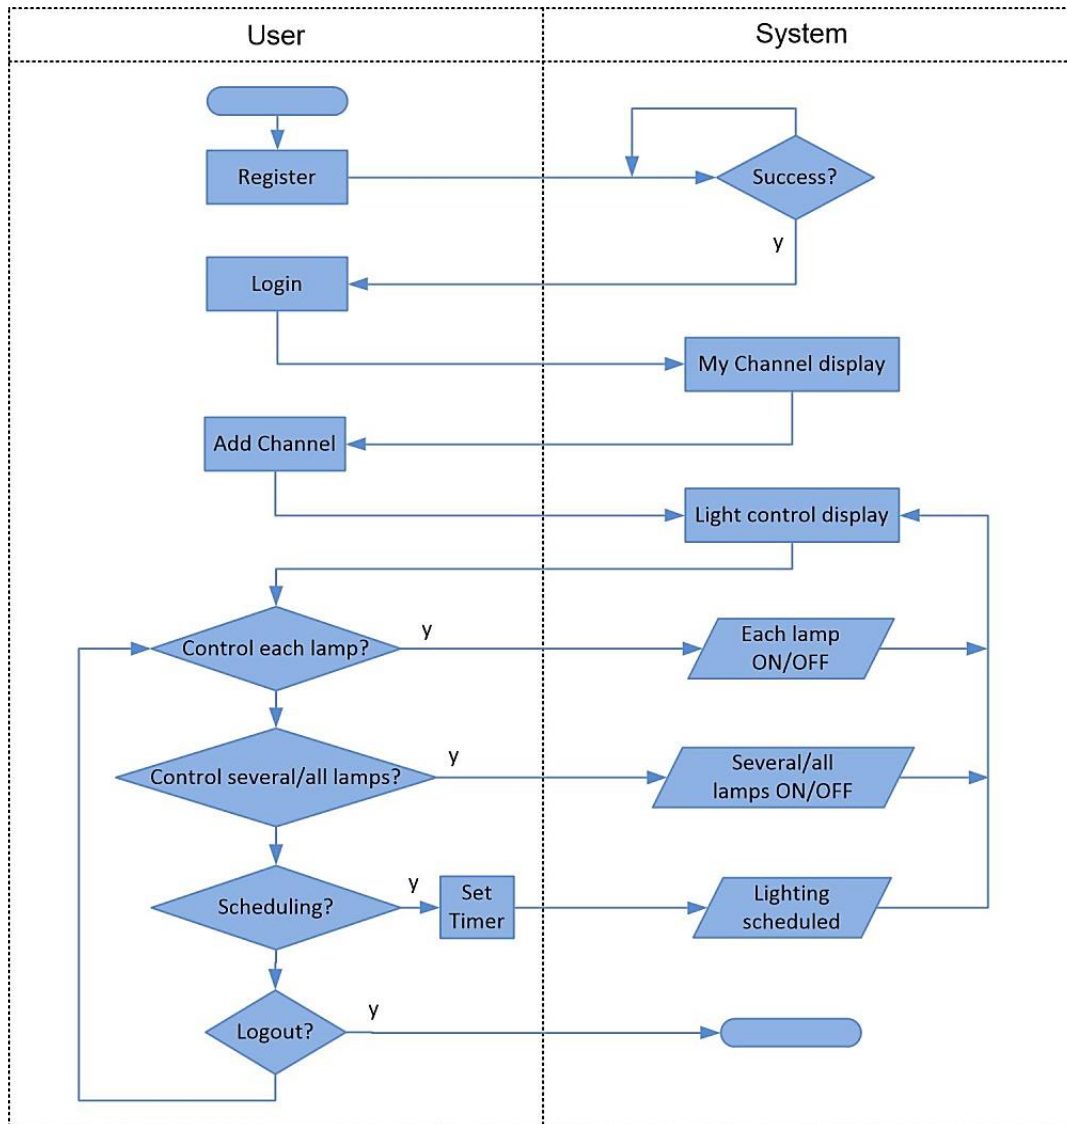 User
System
Register
Success?
y
Login
My Channel display
Add Channel
Light control display
Control each lamp?
y
Each lamp
ON/OFF
Control several/all lamps?
y
Several/all
lamps ON/OFF
Scheduling?
y
Set
Timer
Lighting
scheduled
Logout?
y